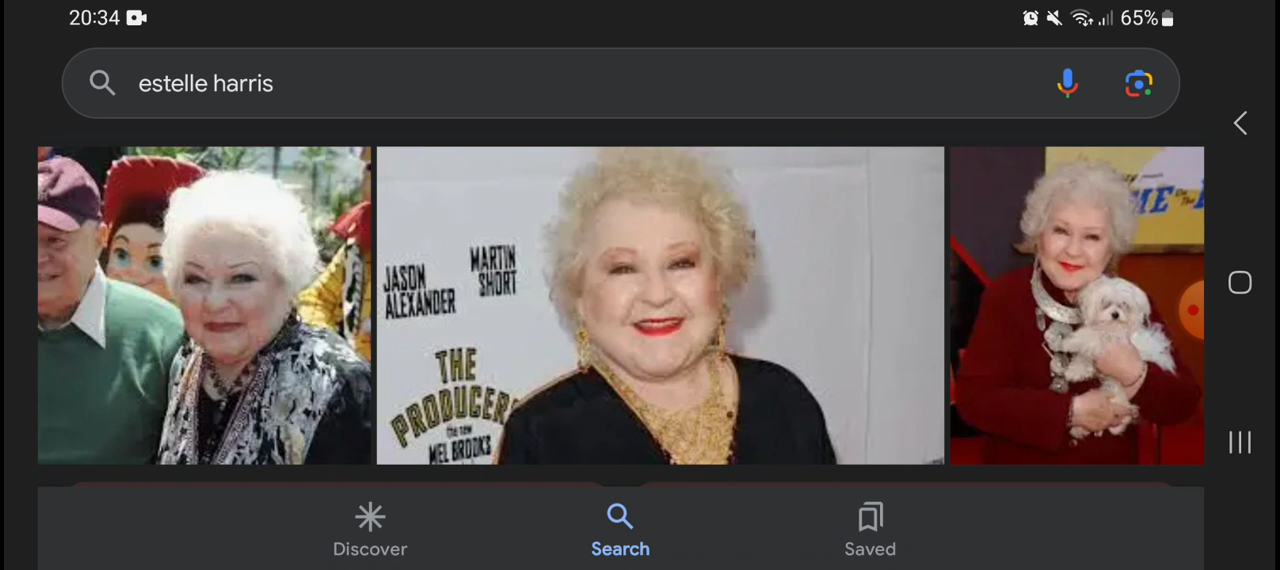 20:34
65%
estelle harris
JASON
ALEXANDER
MARTIN
SHORT
THE
PRODUCERS
the new
MEL BROOKS
Discover
Search
Saved